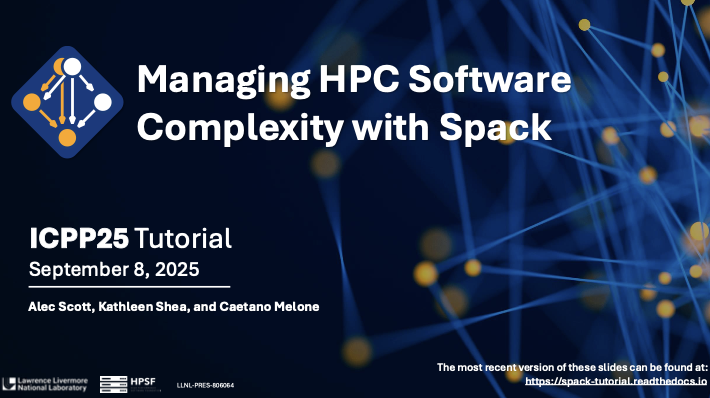 Managing HPC Software
Complexity with Spack
ICPP25 Tutorial
September 8, 2025
Alec Scott, Kathleen Shea, and Caetano Melone
The most recent version of these slides can be found at:
https://spack-tutorial.readthedocs.io
Lawrence Livermore
National Laboratory
HPSF
LLNL-PRES-806064